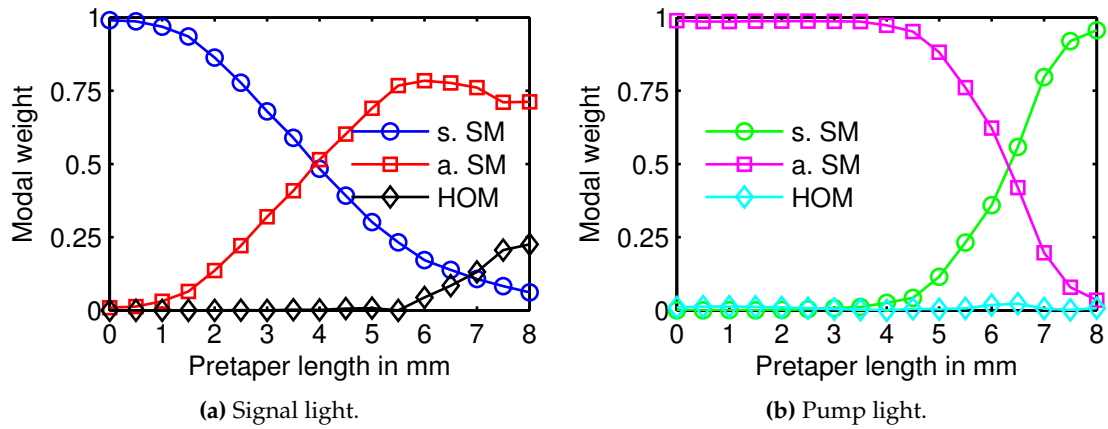 1
0.75
0.5
0.25
0
Modal weight
s. SM
a. SM
HOM
0 1 2 3 4 5 6 7 8
Pretaper length in mm
(a) Signal light.
1
0.75
0.5
0.25
0
Modal weight
s. SM
a. SM
HOM
0 1 2 3 4 5 6 7 8
Pretaper length in mm
(b) Pump light.